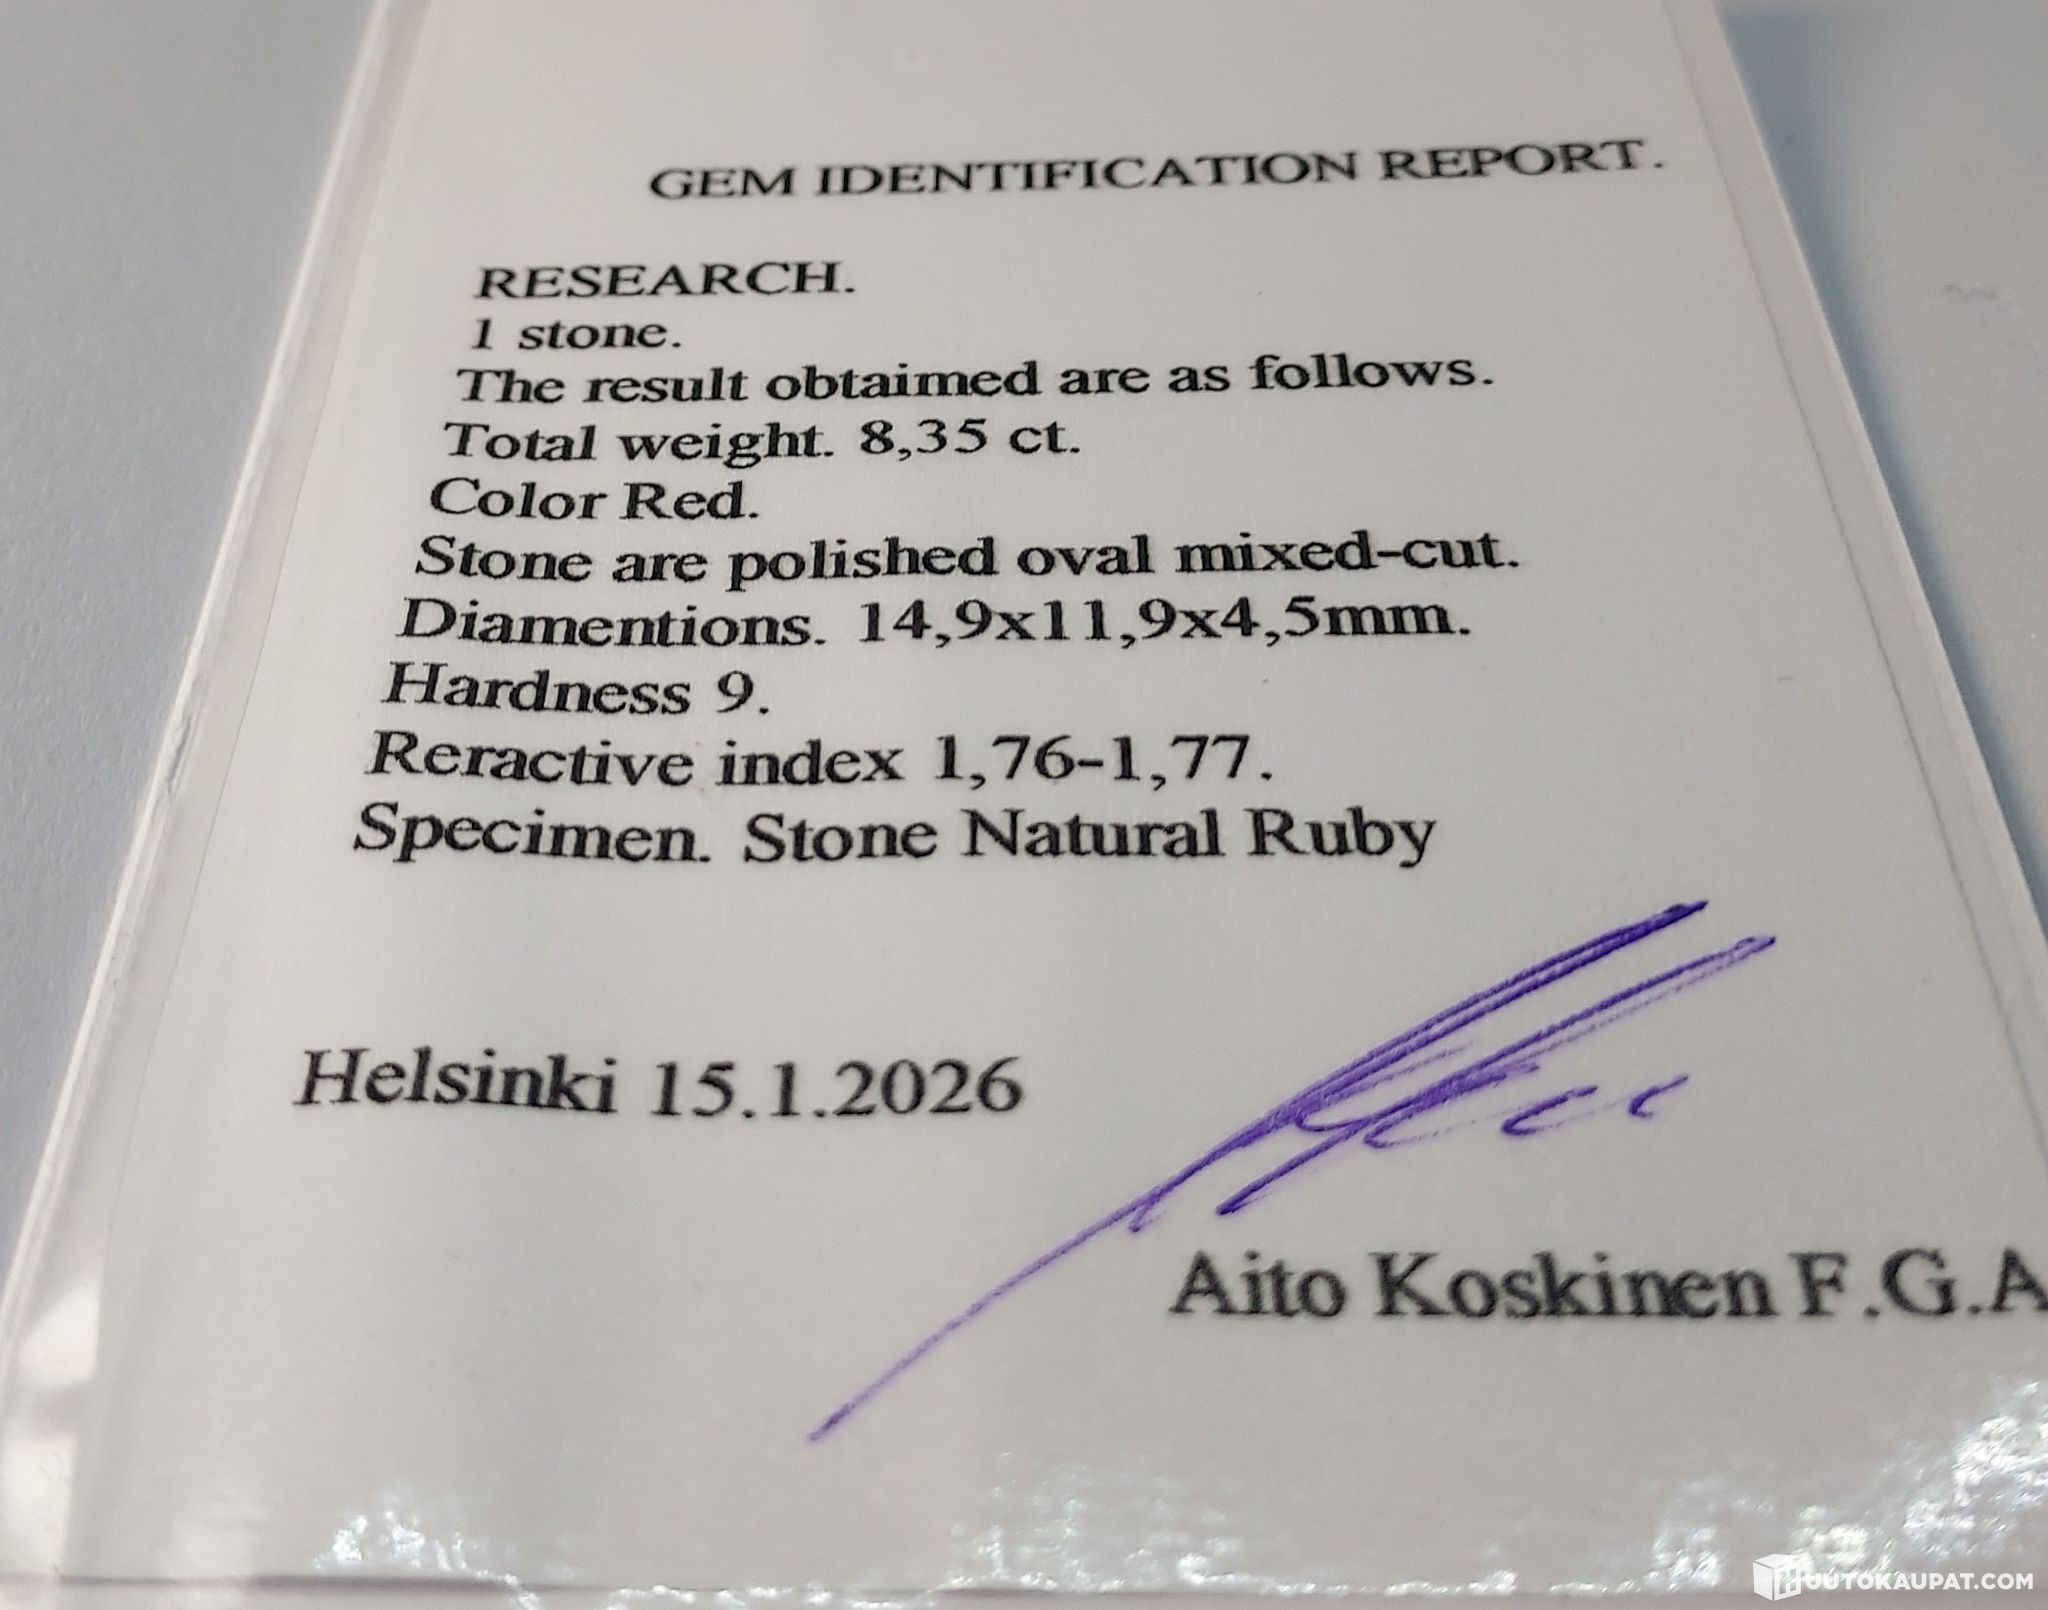 GEM IDENTIFICATION REPORT.
RESEARCH.
1 stone.
The result obtaimed are as follows.
Total weight. 8,35 ct.
Color Red.
Stone are polished oval mixed-cut.
Diamentions. 14,9x11,9x4,5mm.
Hardness 9.
Reractive index 1,76-1,77.
Specimen. Stone Natural Ruby
Helsinki 15.1.2026
Aito Koskinen F.G.A
HUUTOKAUPAT.COM